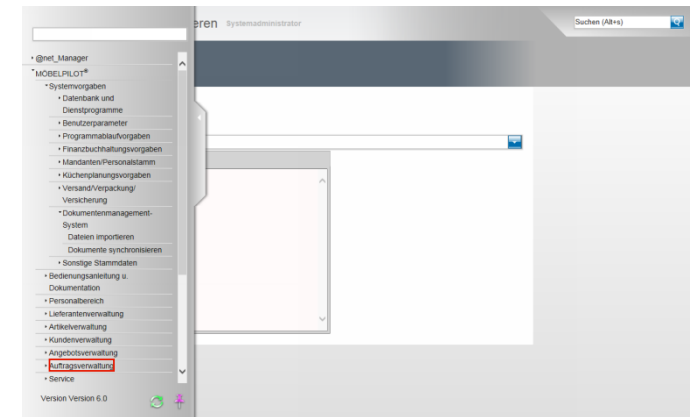 eren Systemadministrator
Suchen (Alt+s)
@net_Manager
MÖBELPILOT®
Systemvorgaben
Datenbank und
Dienstprogramme
Benutzerparameter
Programmablaufvorgaben
Finanzbuchhaltungsvorgaben
Mandanten/Personalstamm
Küchenplanungsvorgaben
Versand/Verpackung/
Versicherung
Dokumentenmanagement-
System
Dateien importieren
Dokumente synchronisieren
Sonstige Stammdaten
Bedienungsanleitung u.
Dokumentation
Personalbereich
Lieferantenverwaltung
Artikelverwaltung
Kundenverwaltung
Angebotsverwaltung
Auftragsverwaltung
Service
Version Version 6.0